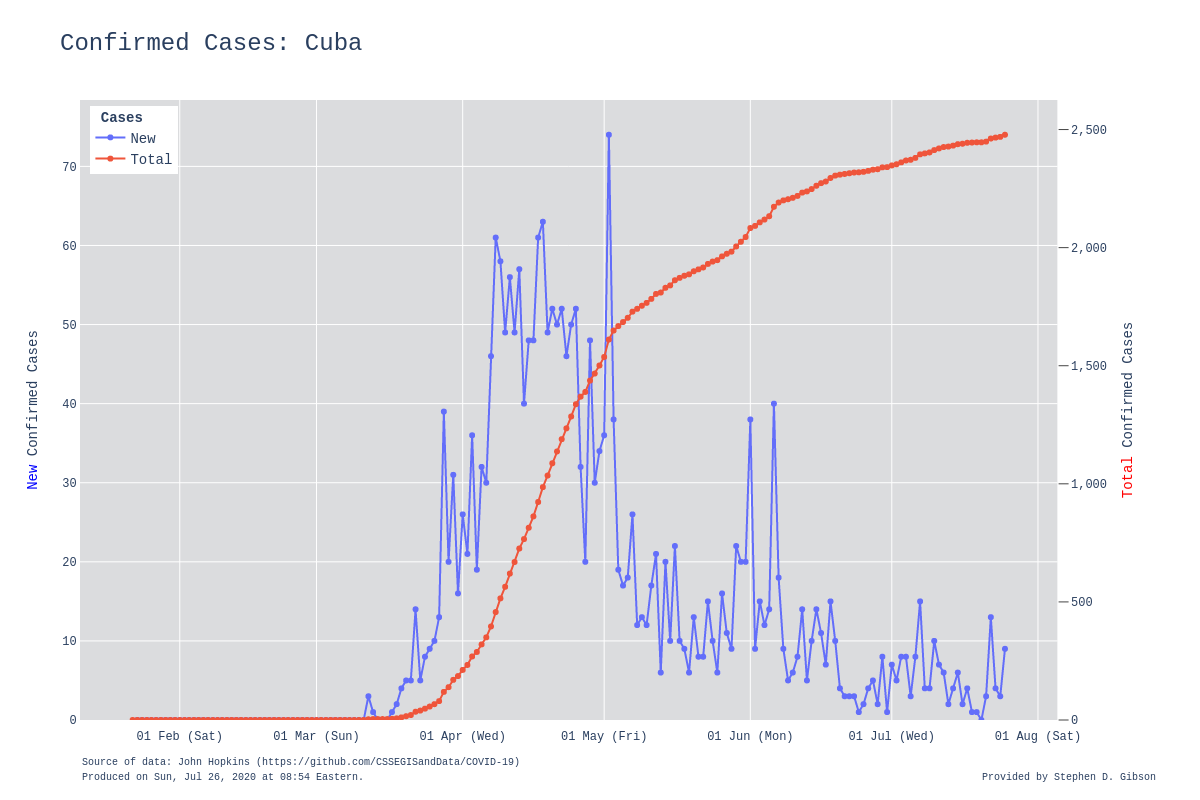 Confirmed Cases: Cuba
Cases
New
Total
70
60
50
40
30
20
10
0
2,500
2,000
1,500
1,000
500
0
New Confirmed Cases
Total Confirmed Cases
01 Feb (Sat)
01 Mar (Sun)
01 Apr (Wed)
01 May (Fri)
01 Jun (Mon)
01 Jul (Wed)
01 Aug (Sat)
Source of data: John Hopkins (https://github.com/CSSEGISandData/COVID-19)
Produced on Sun, Jul 26, 2020 at 08:54 Eastern.
Provided by Stephen D. Gibson